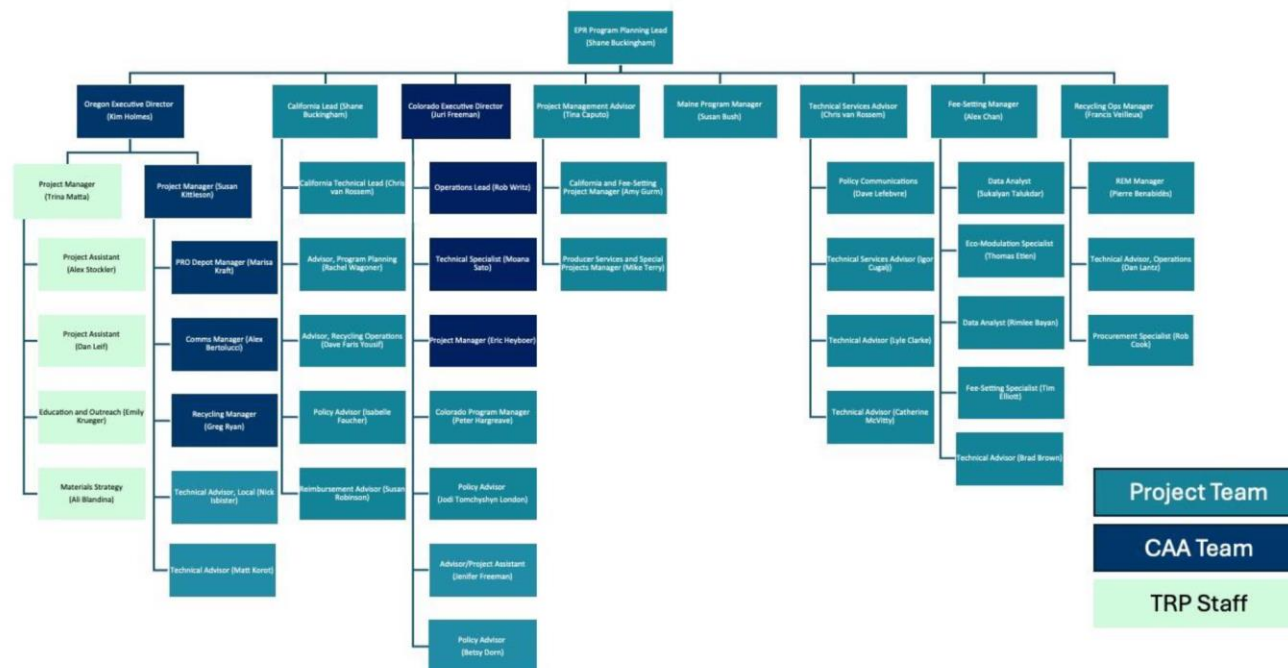 EPR Program Planning Lead
(Shane Buckingham)
Oregon Executive Director
(Kim Holmes)
California Lead (Shane
Buckingham)
Colorado Executive Director
(Juri Freeman)
Project Management Advisor
(Tina Caputo)
Maine Program Manager
(Susan Bush)
Technical Services Advisor
(Chris van Rossem)
Fee-Setting Manager
(Alex Chan)
Recycling Ops Manager
(Francis Veilleux)
Project Manager
(Trina Matta)
Project Assistant
(Alex Stockler)
Project Assistant
(Dan Leif)
Education and Outreach (Emily
Krueger)
Materials Strategy
(Ali Blandina)
Project Manager (Susan
Kittleson)
PRO Depot Manager (Marisa
Kraft)
Comms Manager (Alex
Bertolucci)
Recycling Manager
(Greg Ryan)
Technical Advisor, Local (Nick
Isbister)
Technical Advisor (Matt Korot)
California Technical Lead (Chris
van Rossem)
Advisor, Program Planning
(Rachel Wagoner)
Advisor, Recycling Operations
(Dave Faris Yousif)
Policy Advisor (Isabelle
Faucher)
Reimbursement Advisor (Susan
Robinson)
Operations Lead (Rob Writz)
Technical Specialist (Moana
Sato)
Project Manager (Eric Heyboer)
Colorado Program Manager
(Peter Hargreave)
Policy Advisor
(Jodi Tomchyshyn London)
Advisor/Project Assistant
(Jenifer Freeman)
Policy Advisor
(Betsy Dorn)
California and Fee-Setting
Project Manager (Amy Gurm)
Producer Services and Special
Projects Manager (Mike Terry)
Policy Communications
(Dave Lefebvre)
Technical Services Advisor (Igor
Cugalj)
Technical Advisor (Lyle Clarke)
Technical Advisor (Catherine
McVitty)
Data Analyst
(Sukalyan Talukdar)
Eco-Modulation Specialist
(Thomas Etien)
Data Analyst (Rimlee Bayan)
Fee-Setting Specialist (Tim
Elliott)
Technical Advisor (Brad Brown)
REM Manager
(Pierre Benabidès)
Technical Advisor, Operations
(Dan Lantz)
Procurement Specialist (Rob
Cook)
Project Team
CAA Team
TRP Staff